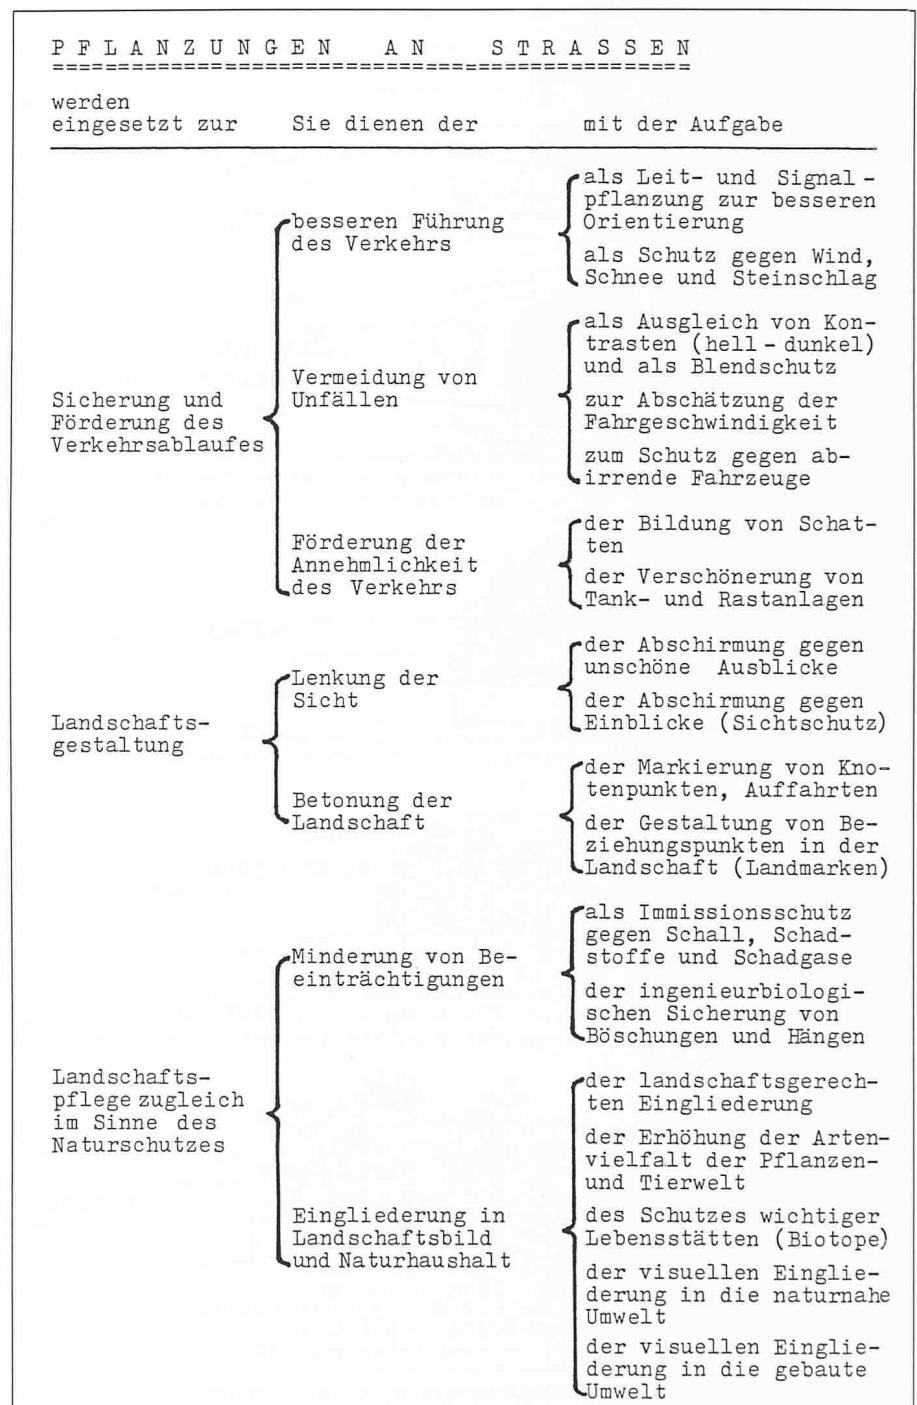 PFLANZUNGEN AN STRASSEN
werden
eingesetzt zur
Sie dienen der
mit der Aufgabe
Sicherung und
Förderung des
Verkehrsablaufes
besseren Führung
des Verkehrs
als Leit- und Signal-
pflanzung zur besseren
Orientierung
als Schutz gegen Wind,
Schnee und Steinschlag
Vermeidung von
Unfällen
als Ausgleich von Kon-
trasten (hell - dunkel)
und als Blendschutz
zur Abschätzung der
Fahrgeschwindigkeit
zum Schutz gegen ab-
irrende Fahrzeuge
Förderung der
Annehmlichkeit
des Verkehrs
der Bildung von Schat-
ten
der Verschönerung von
Tank- und Rastanlagen
Landschafts-
gestaltung
Lenkung der
Sicht
der Abschirmung gegen
unschöne Ausblicke
der Abschirmung gegen
Einblicke (Sichtschutz)
Betonung der
Landschaft
der Markierung von Kno-
tenpunkten, Auffahrten
der Gestaltung von Be-
ziehungspunkten in der
Landschaft (Landmarken)
Landschafts-
pflege zugleich
im Sinne des
Naturschutzes
Minderung von Be-
einträchtigungen
als Immissionsschutz
gegen Schall, Schad-
stoffe und Schadgase
der ingenieurbiologi-
schen Sicherung von
Böschungen und Hängen
Eingliederung in
Landschaftsbild
und Naturhaushalt
der landschaftsgerech-
ten Eingliederung
der Erhöhung der Arten-
vielfalt der Pflanzen-
und Tierwelt
des Schutzes wichtiger
Lebensstätten (Biotope)
der visuellen Einglie-
derung in die naturnahe
Umwelt
der visuellen Einglie-
derung in die gebaute
Umwelt